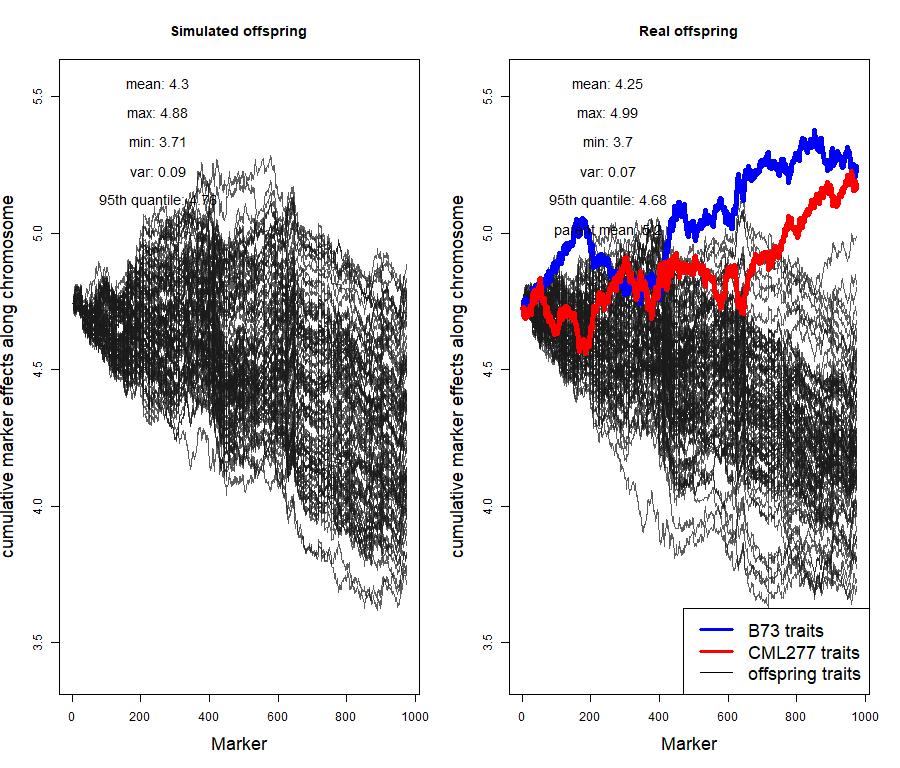 Simulated offspring
mean: 4.3
max: 4.88
min: 3.71
var: 0.09
95th quantile: 4.76
cumulative marker effects along chromosome
5.5
5.0
4.5
4.0
3.5
0 200 400 600 800 1000
Marker
Real offspring
mean: 4.25
max: 4.99
min: 3.7
var: 0.07
95th quantile: 4.68
parent mean:
cumulative marker effects along chromosome
5.5
5.0
4.5
4.0
3.5
B73 traits
CML277 traits
offspring traits
0 200 400 600 800 1000
Marker